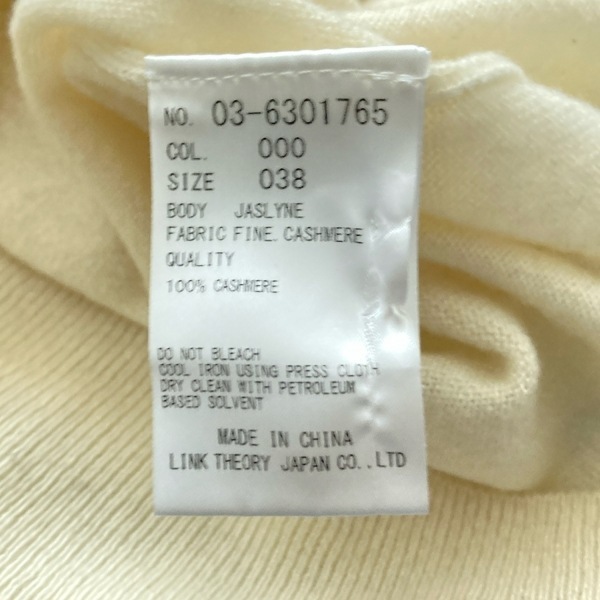 NO. 03-6301765
COL. 000
SIZE 038
BODY JASLYNE
FABRIC FINE.CASHMERE
QUALITY
100% CASHMERE
DO NOT BLEACH
COOL IRON USING PRESS CLOTH
DRY CLEAN WITH PETROLEUM
BASED SOLVENT
MADE IN CHINA
LINK THEORY JAPAN CO.,LTD